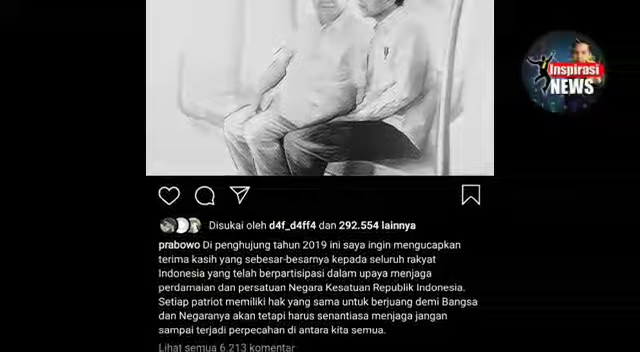 Inspirasi
NEWS
Disukai oleh d4f_d4ff4 dan 292.554 lainnya
prabowo Di penghujung tahun 2019 ini saya ingin mengucapkan
terima kasih yang sebesar-besarnya kepada seluruh rakyat
Indonesia yang telah berpartisipasi dalam upaya menjaga
perdamaian dan persatuan Negara Kesatuan Republik Indonesia.
Setiap patriot memiliki hak yang sama untuk berjuang demi Bangsa
dan Negaranya akan tetapi harus senantiasa menjaga jangan
sampai terjadi perpecahan di antara kita semua.
Lihat semua 6.213 komentar